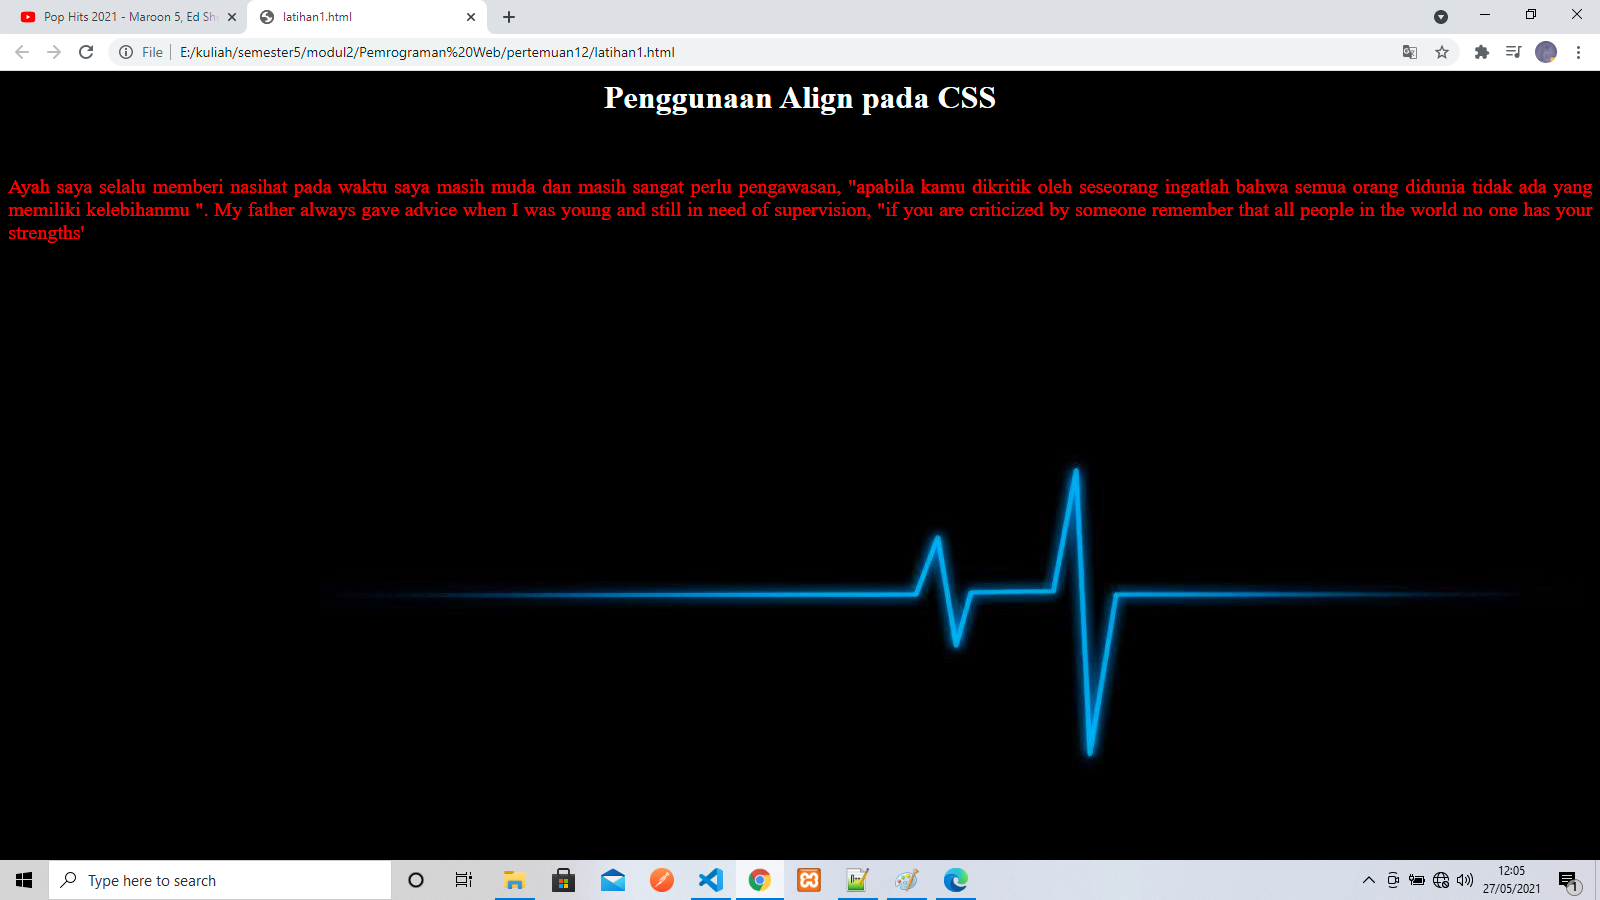 Pop Hits 2021 - Maroon 5, Ed She
latihan1.html
File
E:/kuliah/semester5/modul2/Pemrograman%20Web/pertemuan12/latihan1.html
Penggunaan Align pada CSS
Ayah saya selalu memberi nasihat pada waktu saya masih muda dan masih sangat perlu pengawasan, "apabila kamu dikritik oleh seseorang ingatlah bahwa semua orang didunia tidak ada yang
memiliki kelebihanmu ". My father always gave advice when I was young and still in need of supervision, "if you are criticized by someone remember that all people in the world no one has your
strengths'
Type here to search
12:05
27/05/2021
1